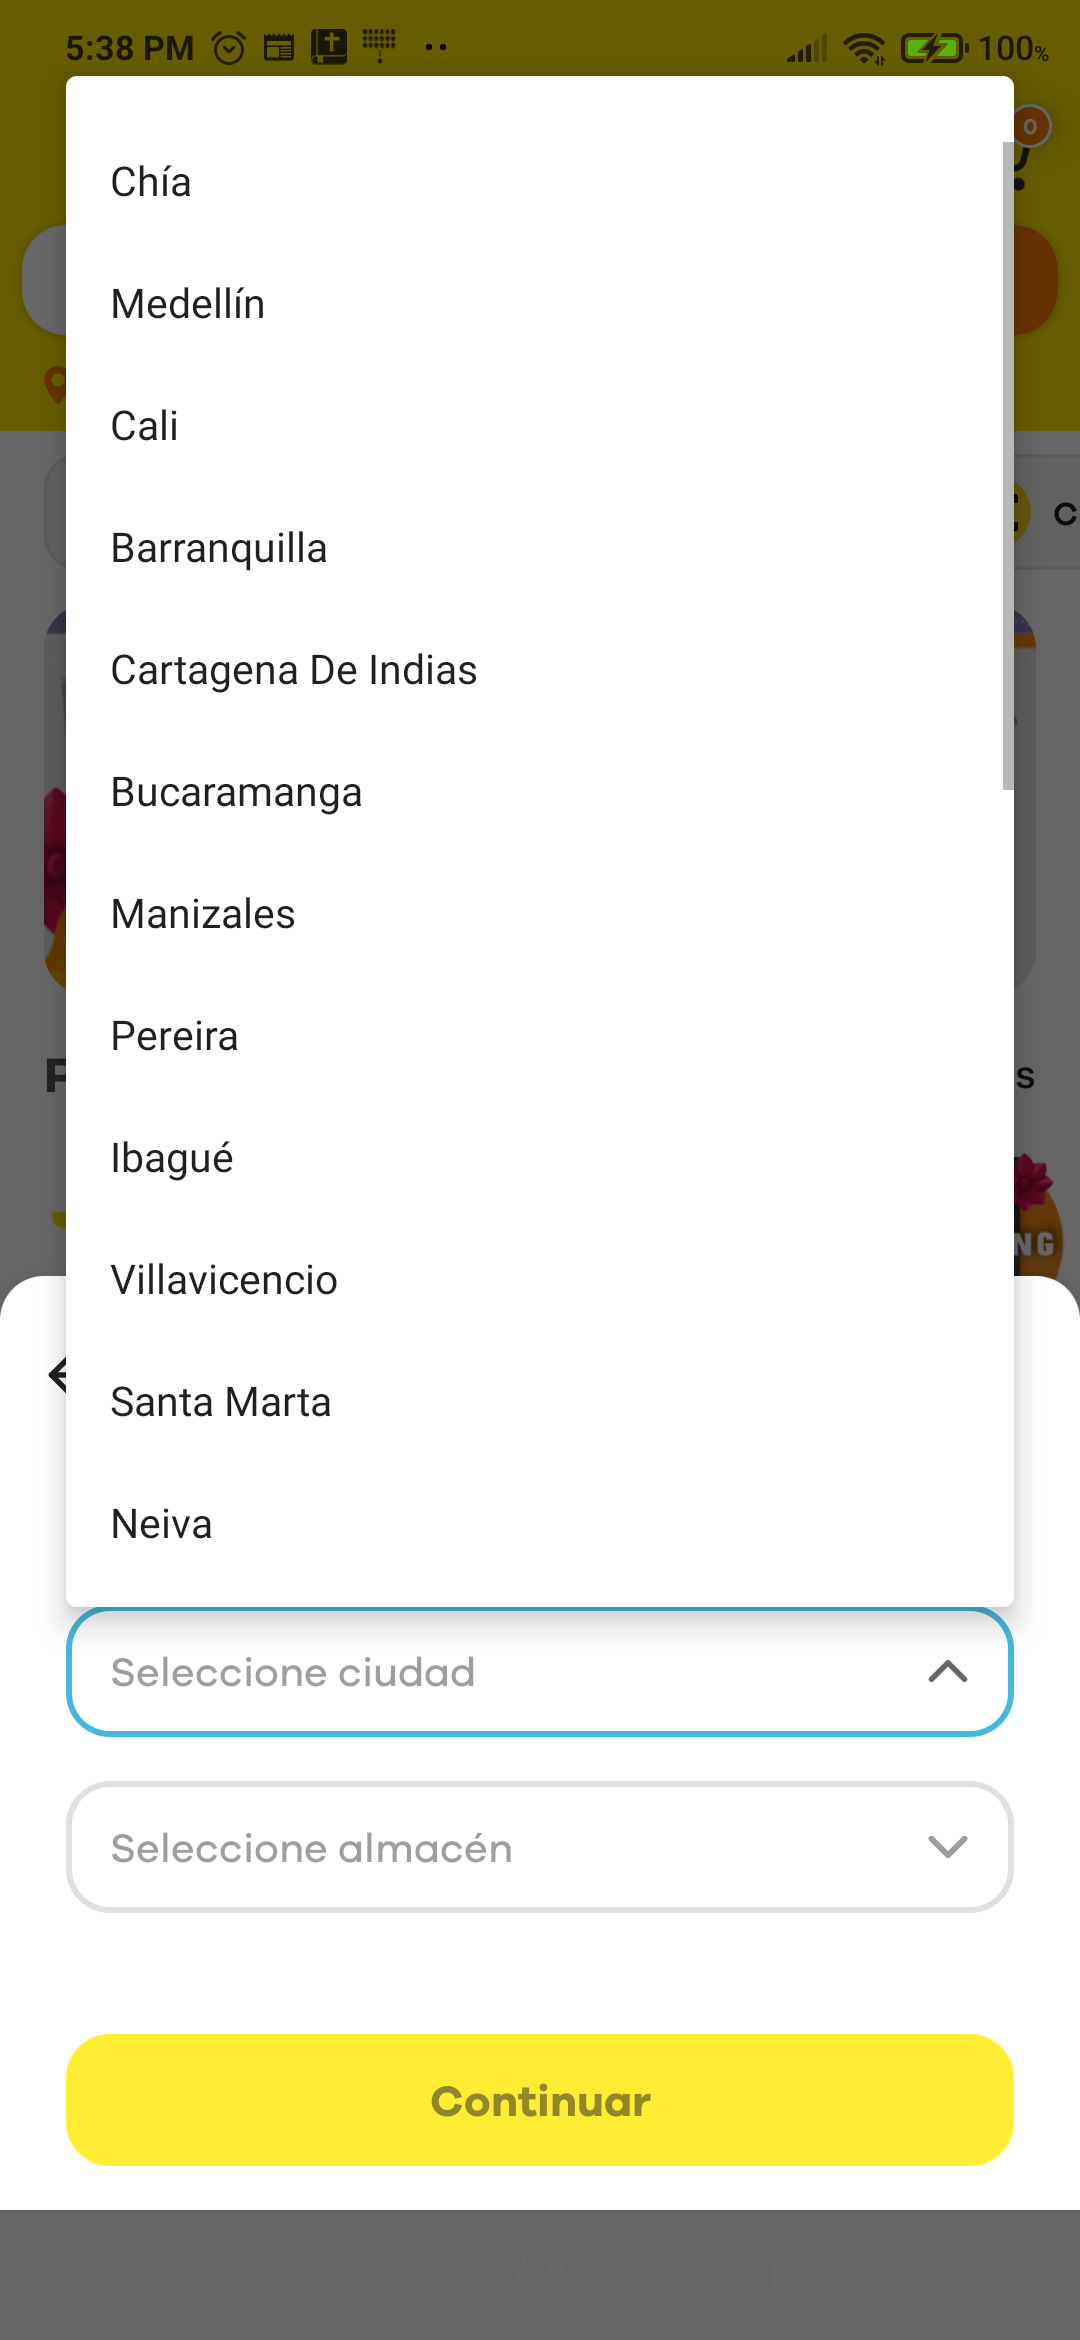 5:38 PM
100%
0
Chía
Medellín
Cali
Barranquilla
Cartagena De Indias
Bucaramanga
Manizales
Pereira
Ibagué
Villavicencio
Santa Marta
Neiva
Seleccione ciudad
Seleccione almacén
Continuar